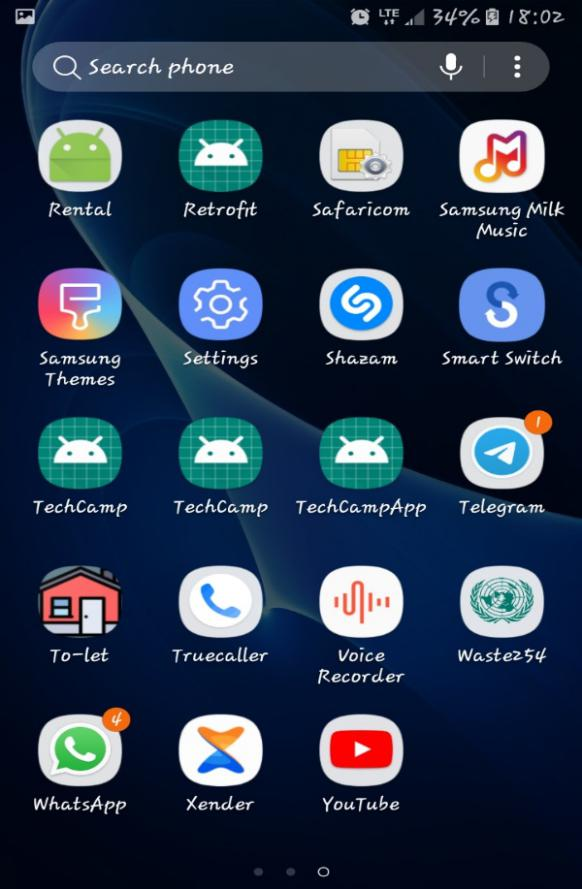 LTE 34% 18:02
Search phone
Rental Retrofit Safaricom Samsung Milk
Music
Samsung
Themes Settings Shazam Smart Switch
1
TechCamp TechCamp TechCampApp Telegram
To-let Truecaller Voice
Recorder Waste254
4
WhatsApp Xender YouTube